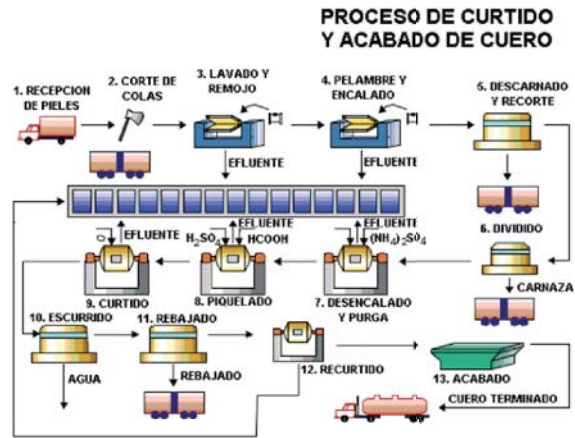 PROCESO DE CURTIDO
Y ACABADO DE CUERO
1. RECEPCION
DE PIELES
2. CORTE DE
COLAS
3. LAVADO Y
REMOJO
4. PELAMBRE Y
ENCALADO
5. DESCARNADO
Y RECORTE
EFLUENTE
EFLUENTE
EFLUENTE
EFLUENTE
EFLUENTE
H₂SO₄
HCOOH
(NH₄)₂SO₄
6. DIVIDIDO
CARNAZA
9. CURTIDO
8. PIQUELADO
7. DESENCALADO
Y PURGA
10. ESCURRIDO
11. REBAJADO
12. RECURTIDO
13. ACABADO
AGUA
REBAJADO
CUERO TERMINADO